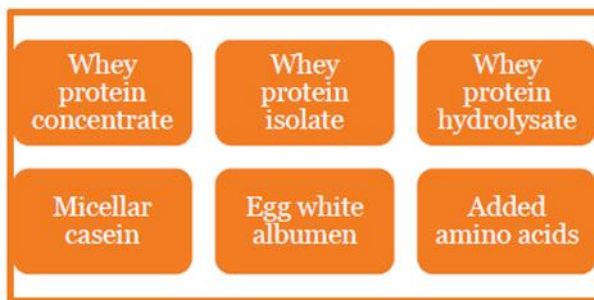 Whey
protein
concentrate
Whey
protein
isolate
Whey
protein
hydrolysate
Micellar
casein
Egg white
albumen
Added
amino acids